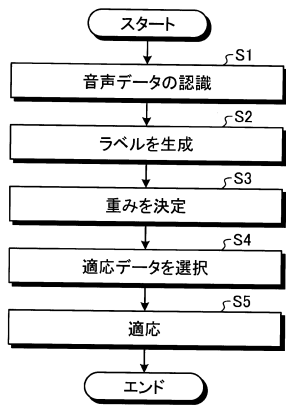 スタート
S1
音声データの認識
S2
ラベルを生成
S3
重みを決定
S4
適応データを選択
S5
適応
エンド